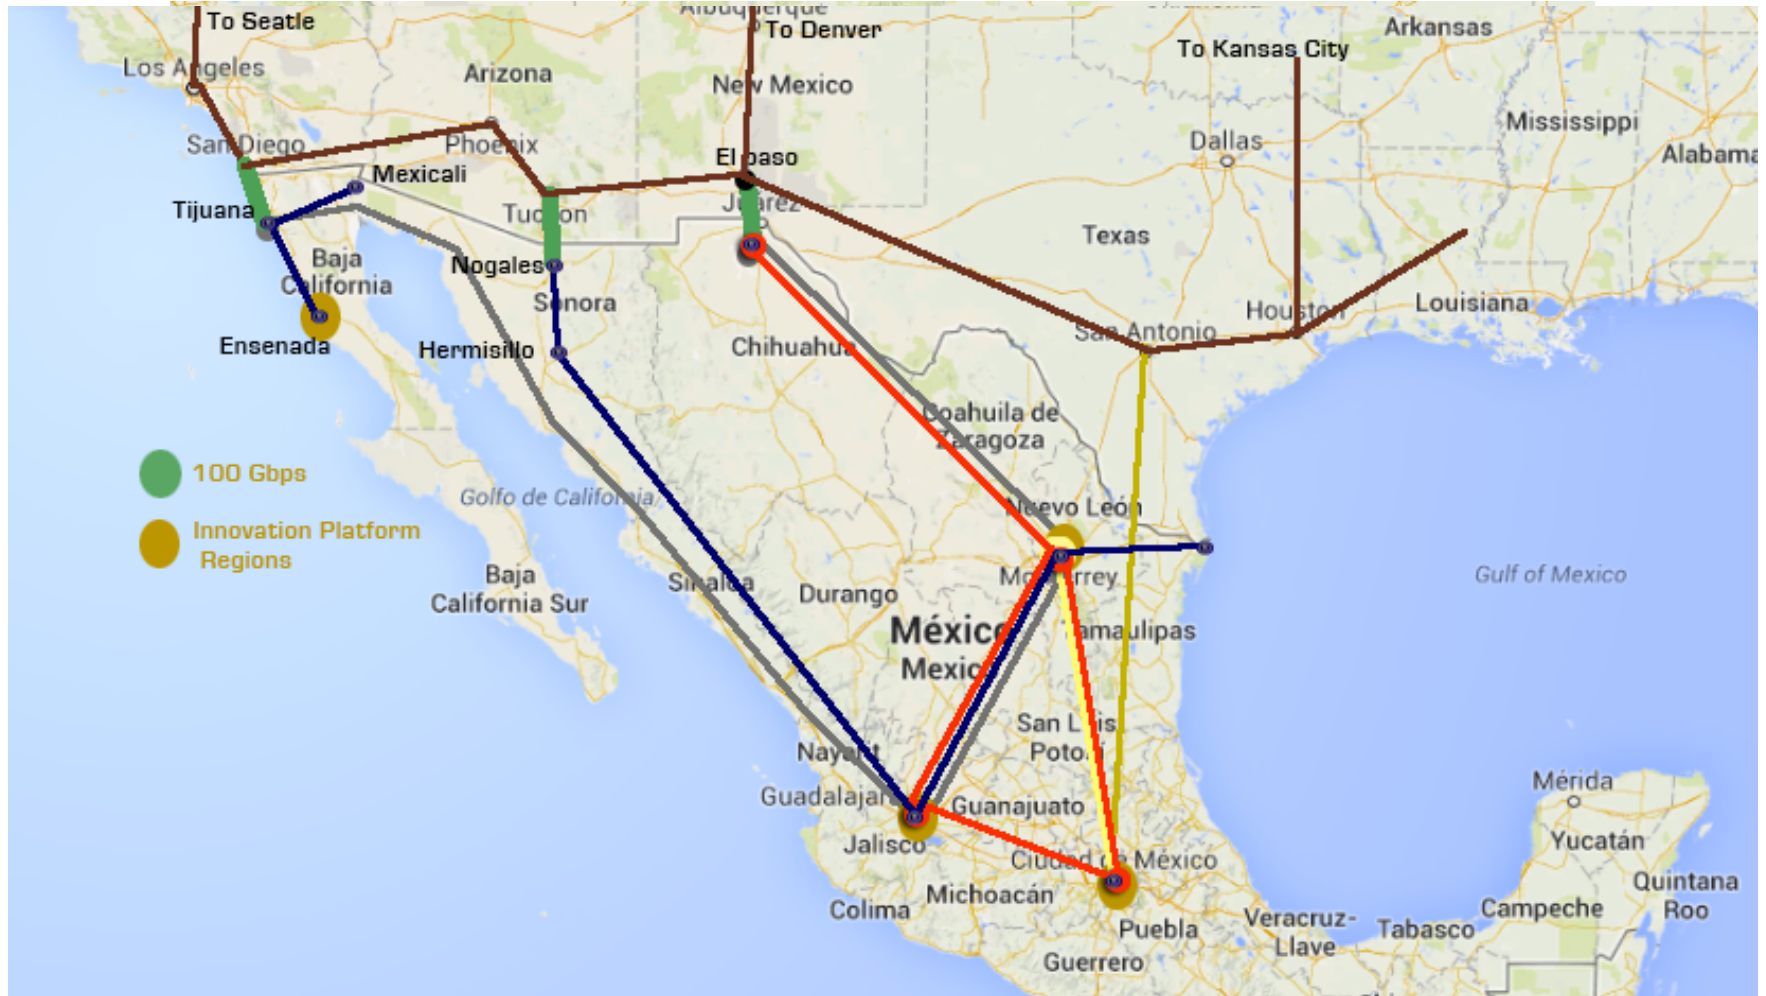 Albuquerque
To Seatle
To Denver
Arkansas
To Kansas City
Los Angeles
Arizona
New Mexico
Mississippi
Dallas
San Diego
Phoenix
El paso
Alabama
Mexicali
Tijuana
Tucson
Juárez
Texas
Baja
California
Nogales
Sonora
Houston
Louisiana
San Antonio
Ensenada
Hermisillo
Chihuahua
Coahuila de
Zaragoza
100 Gbps
Golfo de California
Nuevo León
Innovation Platform
Regions
Baja
California Sur
Sinaloa
Durango
Monterrey
Gulf of Mexico
México
Mexico
Tamaulipas
San Luis
Potosí
Nayarit
Mérida
Guadalajara
Guanajuato
Jalisco
Yucatán
Ciudad de México
Michoacán
Colima
Quintana
Roo
Campeche
Puebla
Veracruz-
Llave
Tabasco
Guerrero